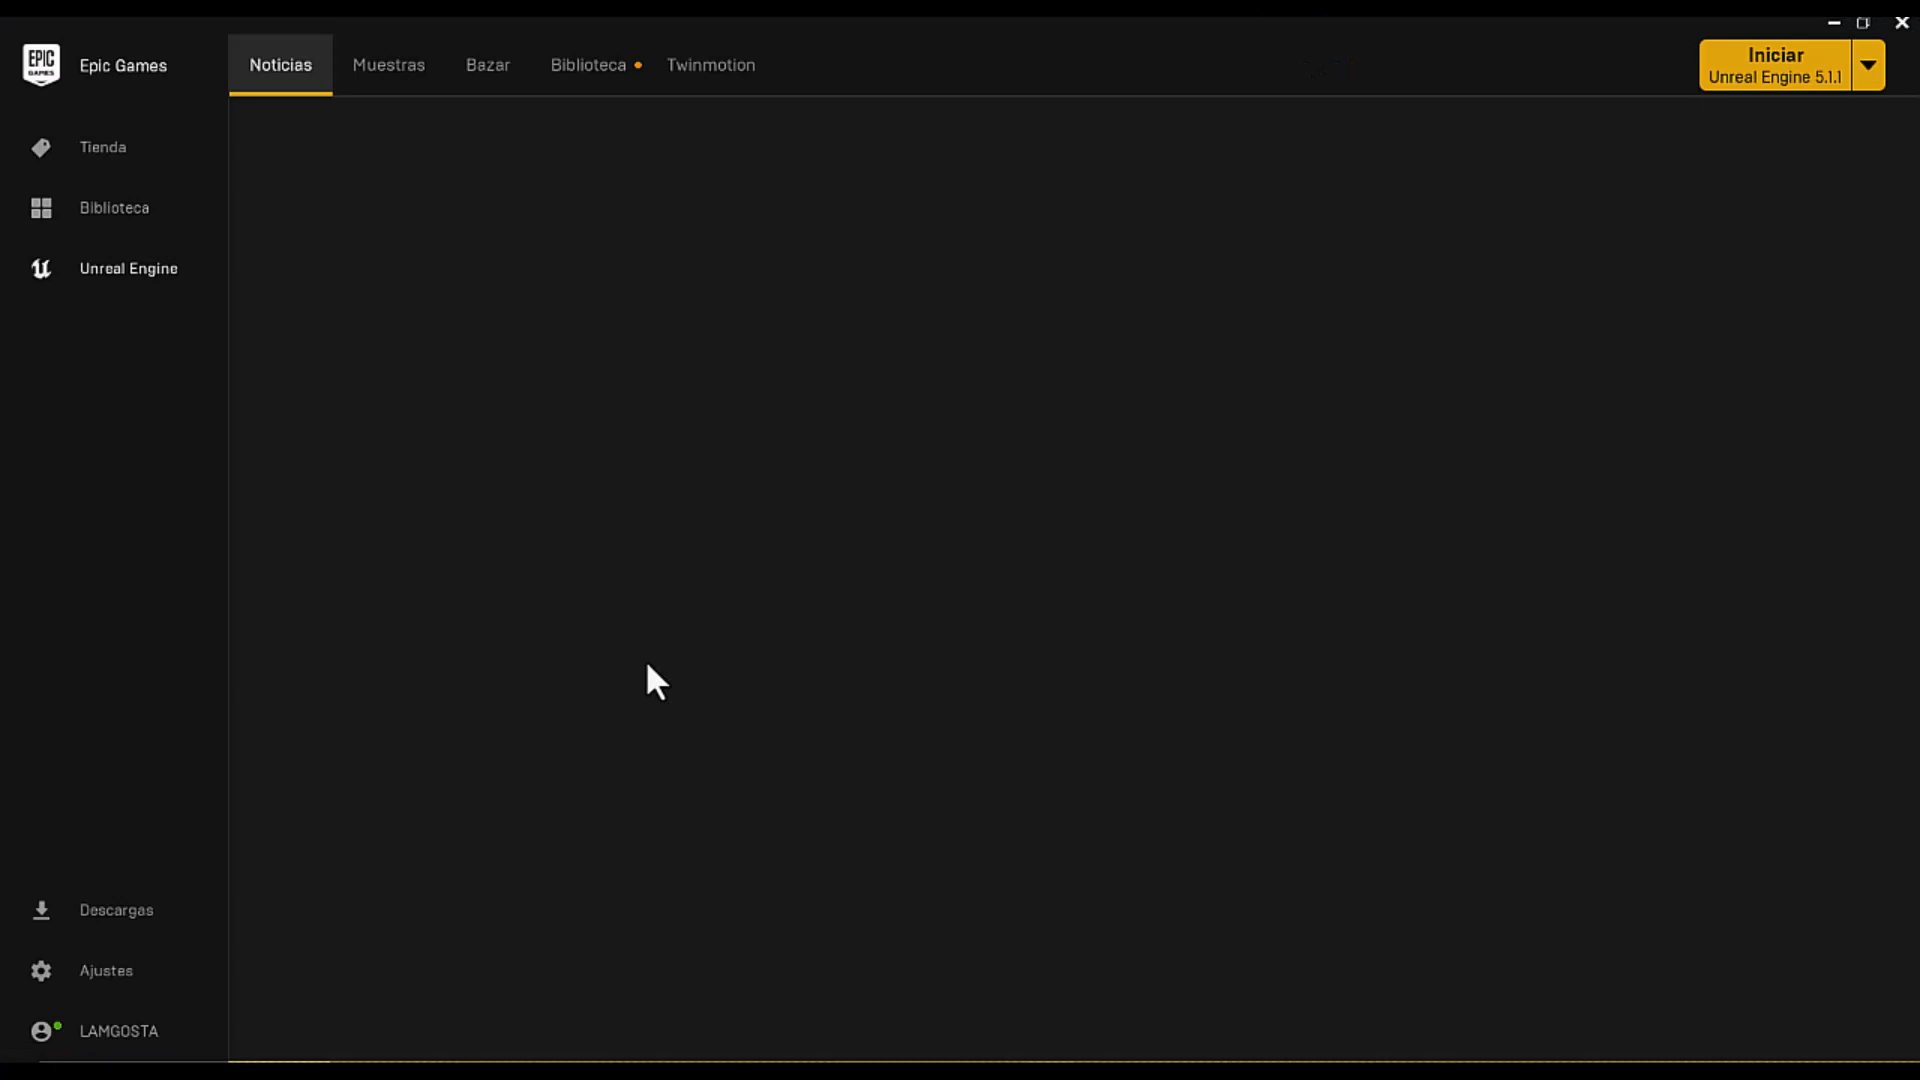 EPIC GAMES
Epic Games
Noticias
Muestras
Bazar
Biblioteca
Twinmotion
Iniciar
Unreal Engine 5.1.1
Tienda
Biblioteca
Unreal Engine
Descargas
Ajustes
LAMGOSTA